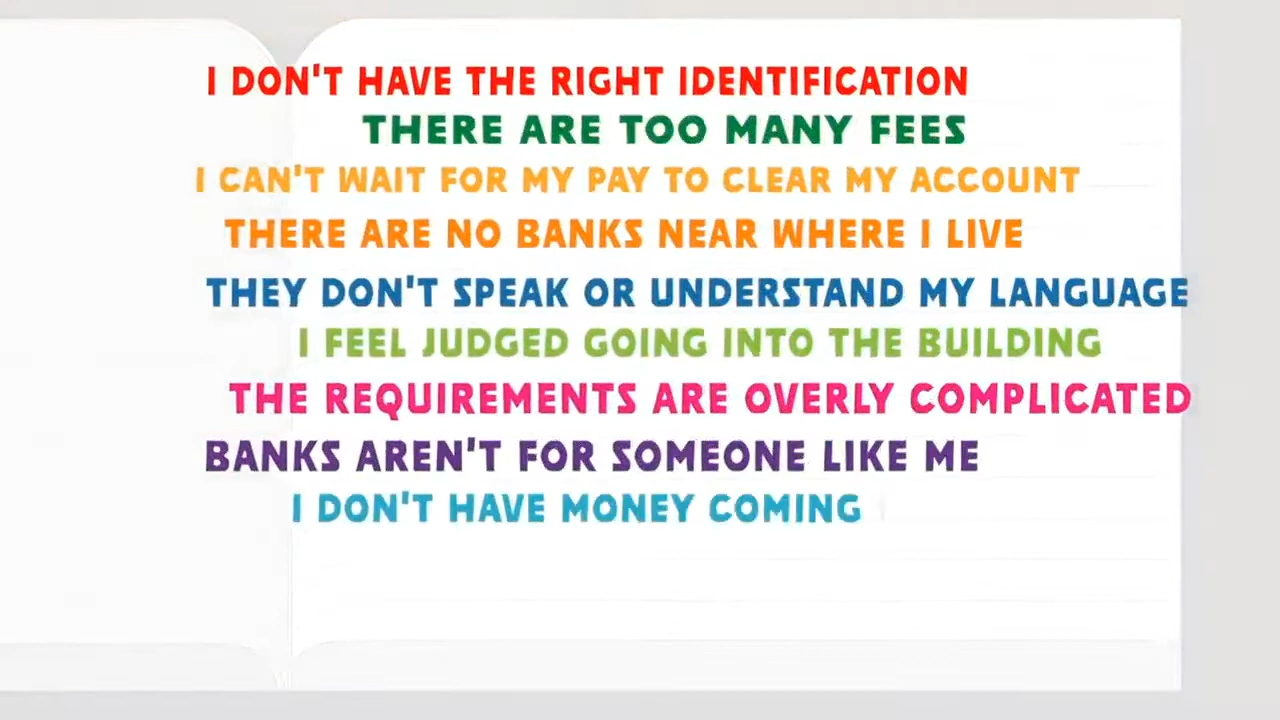 I DON'T HAVE THE RIGHT IDENTIFICATION
THERE ARE TOO MANY FEES
I CAN'T WAIT FOR MY PAY TO CLEAR MY ACCOUNT
THERE ARE NO BANKS NEAR WHERE I LIVE
THEY DON'T SPEAK OR UNDERSTAND MY LANGUAGE
I FEEL JUDGED GOING INTO THE BUILDING
THE REQUIREMENTS ARE OVERLY COMPLICATED
BANKS AREN'T FOR SOMEONE LIKE ME
I DON'T HAVE MONEY COMING